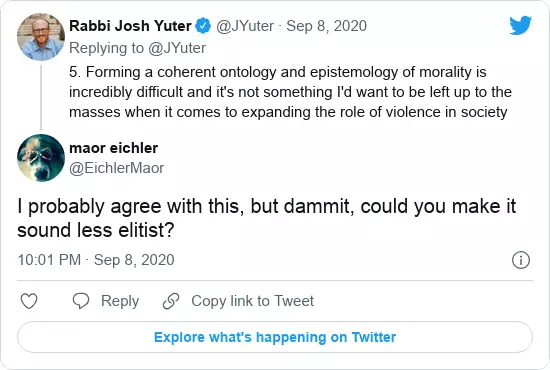 Rabbi Josh Yuter @JYuter · Sep 8, 2020
Replying to @JYuter
5. Forming a coherent ontology and epistemology of morality is
incredibly difficult and it's not something I'd want to be left up to the
masses when it comes to expanding the role of violence in society
maor eichler
@EichlerMaor
I probably agree with this, but dammit, could you make it
sound less elitist?
10:01 PM · Sep 8, 2020
Reply Copy link to Tweet
Explore what's happening on Twitter